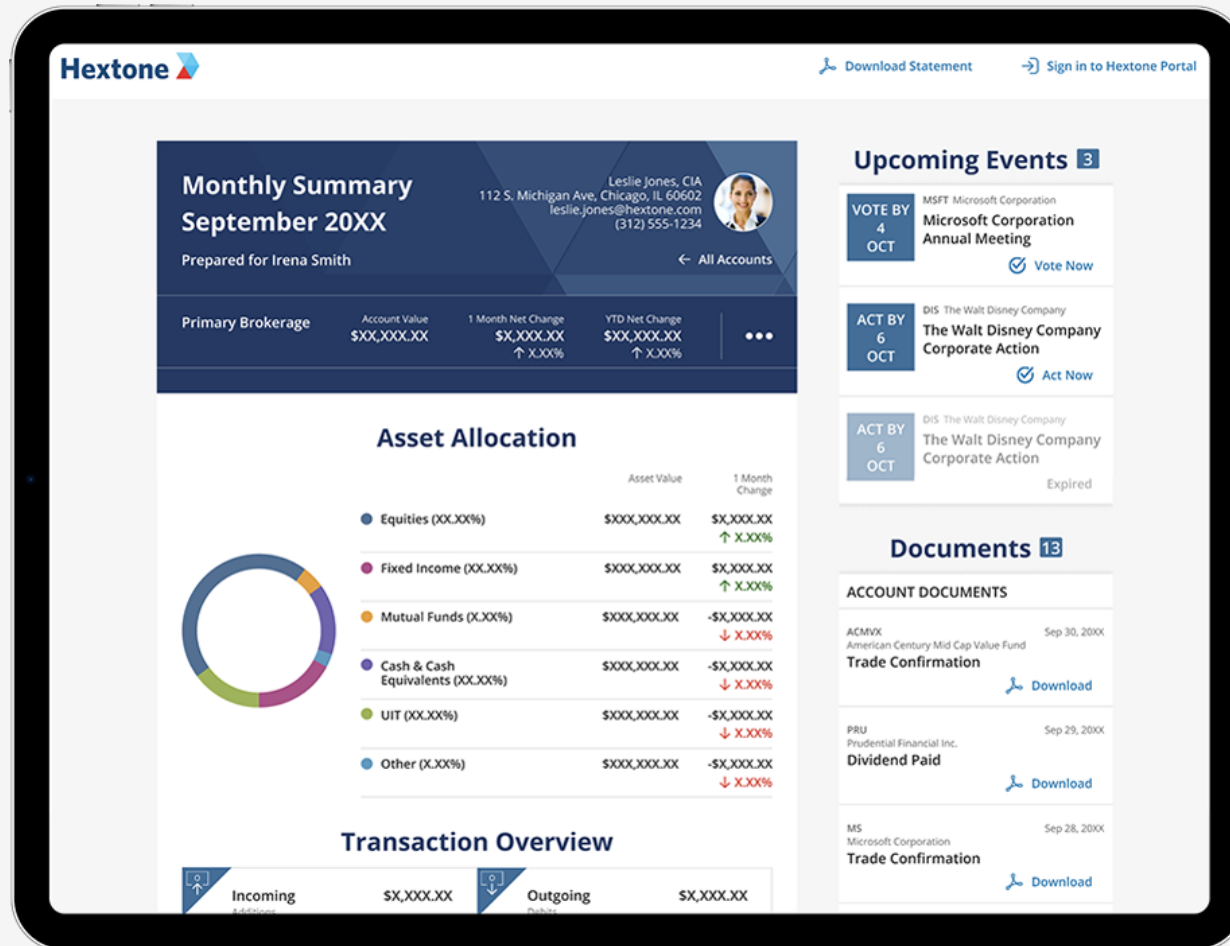 Hextone
Download Statement
Sign in to Hextone Portal
Monthly Summary
September 20XX
Prepared for Irena Smith
Leslie Jones, CIA
112 S. Michigan Ave, Chicago, IL 60602
leslie.jones@hextone.com
(312) 555-1234
← All Accounts
Primary Brokerage
Account Value
$XX,XXX.XX
1 Month Net Change
$X,XXX.XX
↑ X.XX%
YTD Net Change
$XX,XXX.XX
↑ X.XX%
•••
Asset Allocation
Asset Value
1 Month
Change
Equities (XX.XX%) $XXX,XXX.XX $X,XXX.XX
↑ X.XX%
Fixed Income (XX.XX%) $XXX,XXX.XX $X,XXX.XX
↑ X.XX%
Mutual Funds (X.XX%) $XXX,XXX.XX -$X,XXX.XX
↓ X.XX%
Cash & Cash $XXX,XXX.XX -$X,XXX.XX
Equivalents (XX.XX%) ↓ X.XX%
UIT (XX.XX%) $XXX,XXX.XX -$X,XXX.XX
↓ X.XX%
Other (X.XX%) $XXX,XXX.XX -$X,XXX.XX
↓ X.XX%
Transaction Overview
Incoming $X,XXX.XX
Additions
Outgoing $X,XXX.XX
Debits
Upcoming Events 3
VOTE BY
4
OCT
MSFT Microsoft Corporation
Microsoft Corporation
Annual Meeting
Vote Now
ACT BY
6
OCT
DIS The Walt Disney Company
The Walt Disney Company
Corporate Action
Act Now
ACT BY
6
OCT
DIS The Walt Disney Company
The Walt Disney Company
Corporate Action
Expired
Documents 13
ACCOUNT DOCUMENTS
ACMVX Sep 30, 20XX
American Century Mid Cap Value Fund
Trade Confirmation
Download
PRU Sep 29, 20XX
Prudential Financial Inc.
Dividend Paid
Download
MS Sep 28, 20XX
Microsoft Corporation
Trade Confirmation
Download